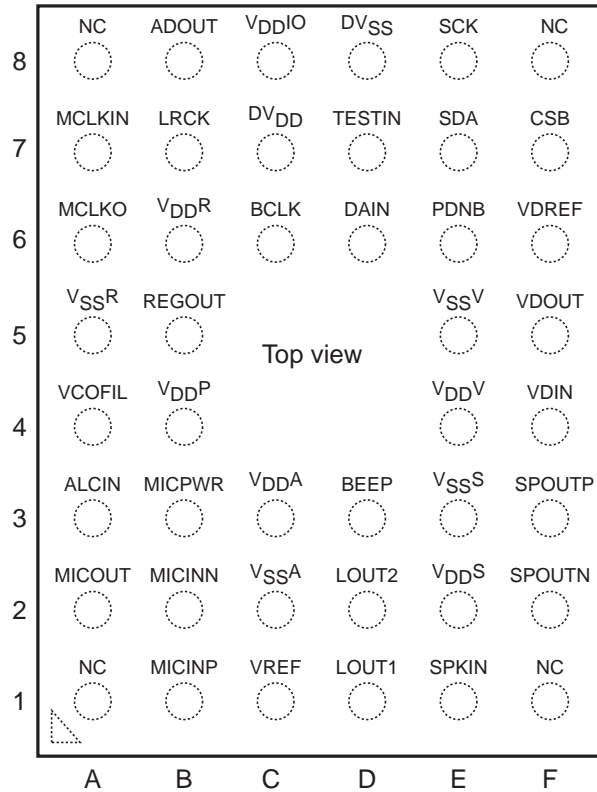 NC ADOUT VDDIO DVSS SCK NC
8
MCLKIN LRCK DVDD TESTIN SDA CSB
7
MCLKO VDDR BCLK DAIN PDNB VDREF
6
VSSR REGOUT VSSV VDOUT
5
Top view
VCOFIL VDDP VDDV VDIN
4
ALCIN MICPWR VDDA BEEP VSSS SPOUTP
3
MICOUT MICINN VSSA LOUT2 VDDS SPOUTN
2
NC MICINP VREF LOUT1 SPKIN NC
1
A B C D E F